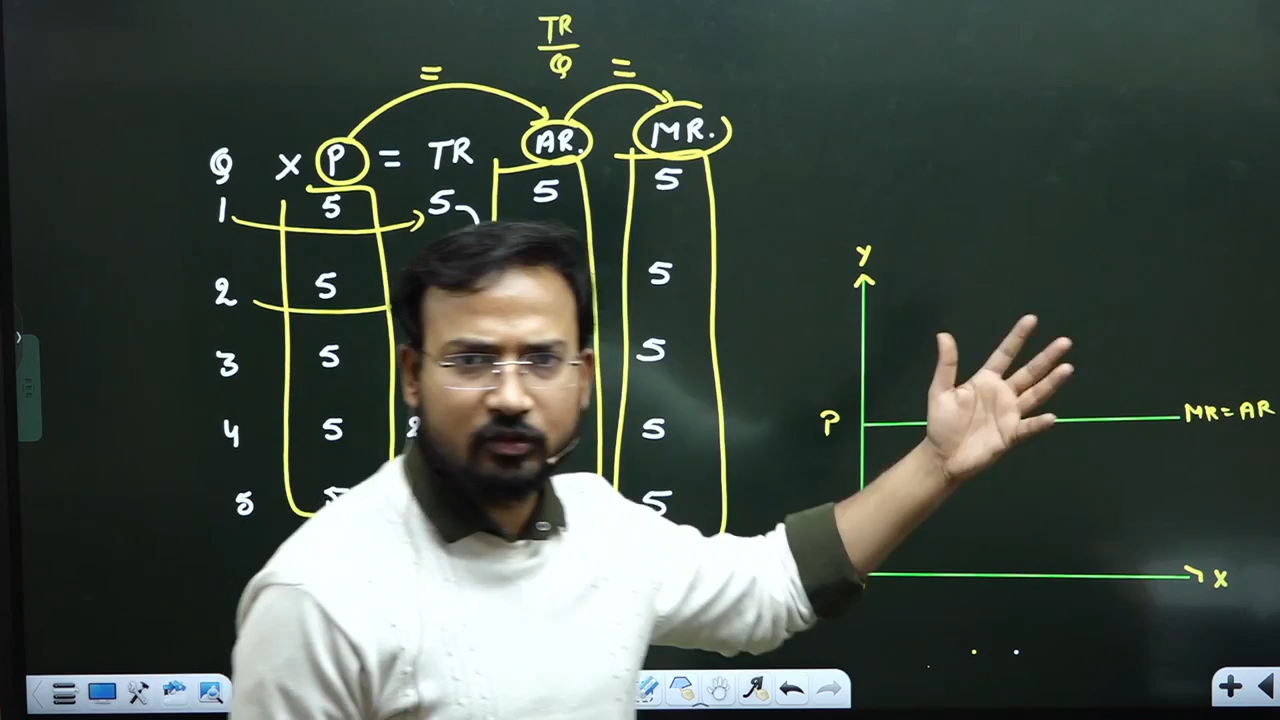 TR
Q
= =
Q × P = TR AR. MR.
1 5 5 5 5
2 5 5
3 5 5
4 5 5
5 5 5
Y
P MR=AR
X